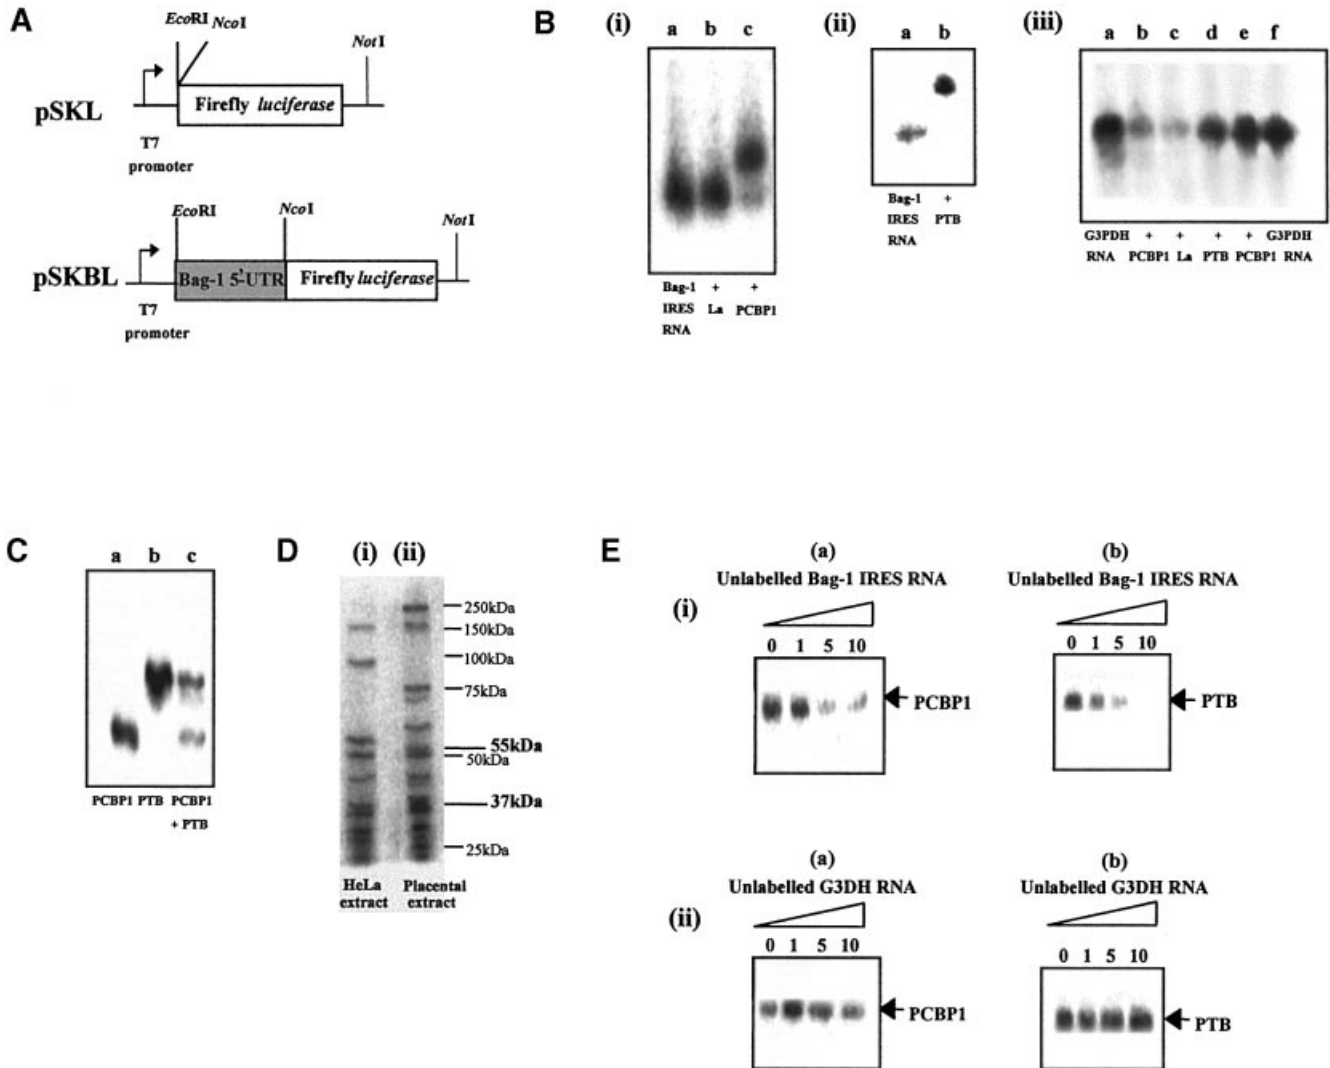 A
EcoRI NcoI
NotI
pSKL
Firefly luciferase
T7
promoter
EcoRI NcoI
NotI
pSKBL
Bag-1 5'-UTR Firefly luciferase
T7
promoter
B
(i)
a b c
Bag-1 + +
IRES La PCBP1
RNA
(ii)
a b
Bag-1 +
IRES PTB
RNA
(iii)
a b c d e f
G3PDH + + + + G3PDH
RNA PCBP1 La PTB PCBP1 RNA
C
a b c
PCBP1 PTB PCBP1
+ PTB
D
(i) (ii)
250kDa
150kDa
100kDa
75kDa
55kDa
50kDa
37kDa
25kDa
HeLa Placental
extract extract
E
(a)
Unlabelled Bag-1 IRES RNA
(i)
0 1 5 10
PCBP1
(b)
Unlabelled Bag-1 IRES RNA
0 1 5 10
PTB
(a)
Unlabelled G3DH RNA
(ii)
0 1 5 10
PCBP1
(b)
Unlabelled G3DH RNA
0 1 5 10
PTB